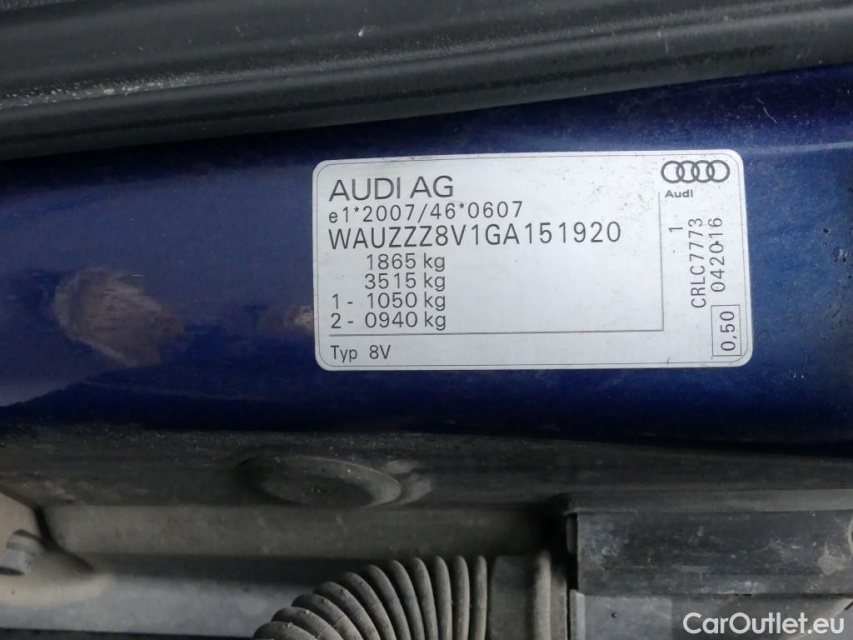 AUDI AG
e1*2007/46*0607
WAUZZZ8V1GA151920
1865 kg
3515 kg
1 - 1050 kg
2 - 0940 kg
Typ 8V
Audi
1
CRLC7773
042016
0,50
CarOutlet.eu